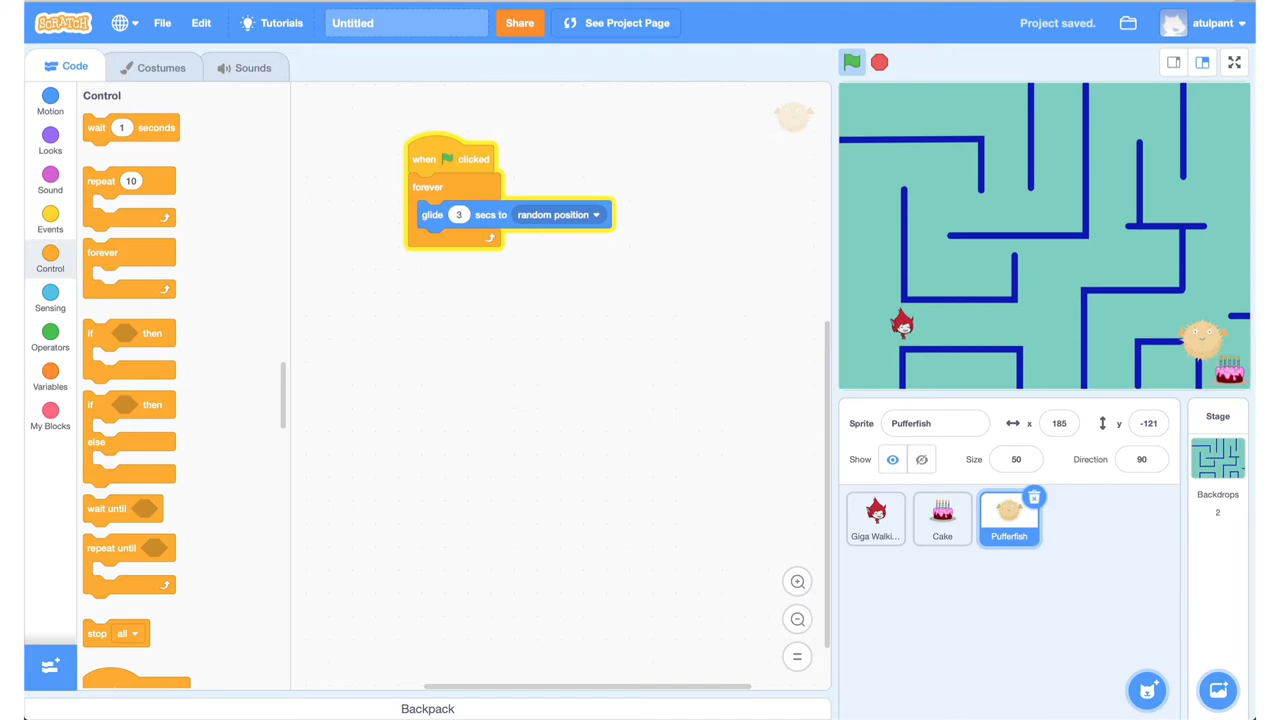 SCRATCH File Edit Tutorials Untitled Share See Project Page Project saved. atulpant
Code Costumes Sounds
Motion
Looks
Sound
Events
Control
Sensing
Operators
Variables
My Blocks
Control
wait 1 seconds
repeat 10
forever
if then
if then
else
wait until
repeat until
stop all
when clicked
forever
glide 3 secs to random position
Sprite Pufferfish x 185 y -121
Show Size 50 Direction 90
Giga Walki... Cake Pufferfish
Stage
Backdrops
2
Backpack